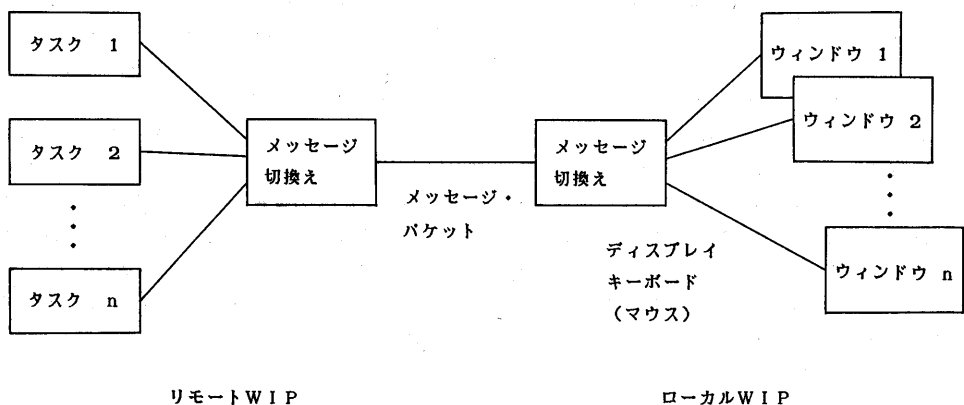 タスク 1
タスク 2
タスク n
メッセージ
切換え
メッセージ・
パケット
メッセージ
切換え
ディスプレイ
キーボード
(マウス)
ウィンドウ 1
ウィンドウ 2
ウィンドウ n
リモートWIP
ローカルWIP